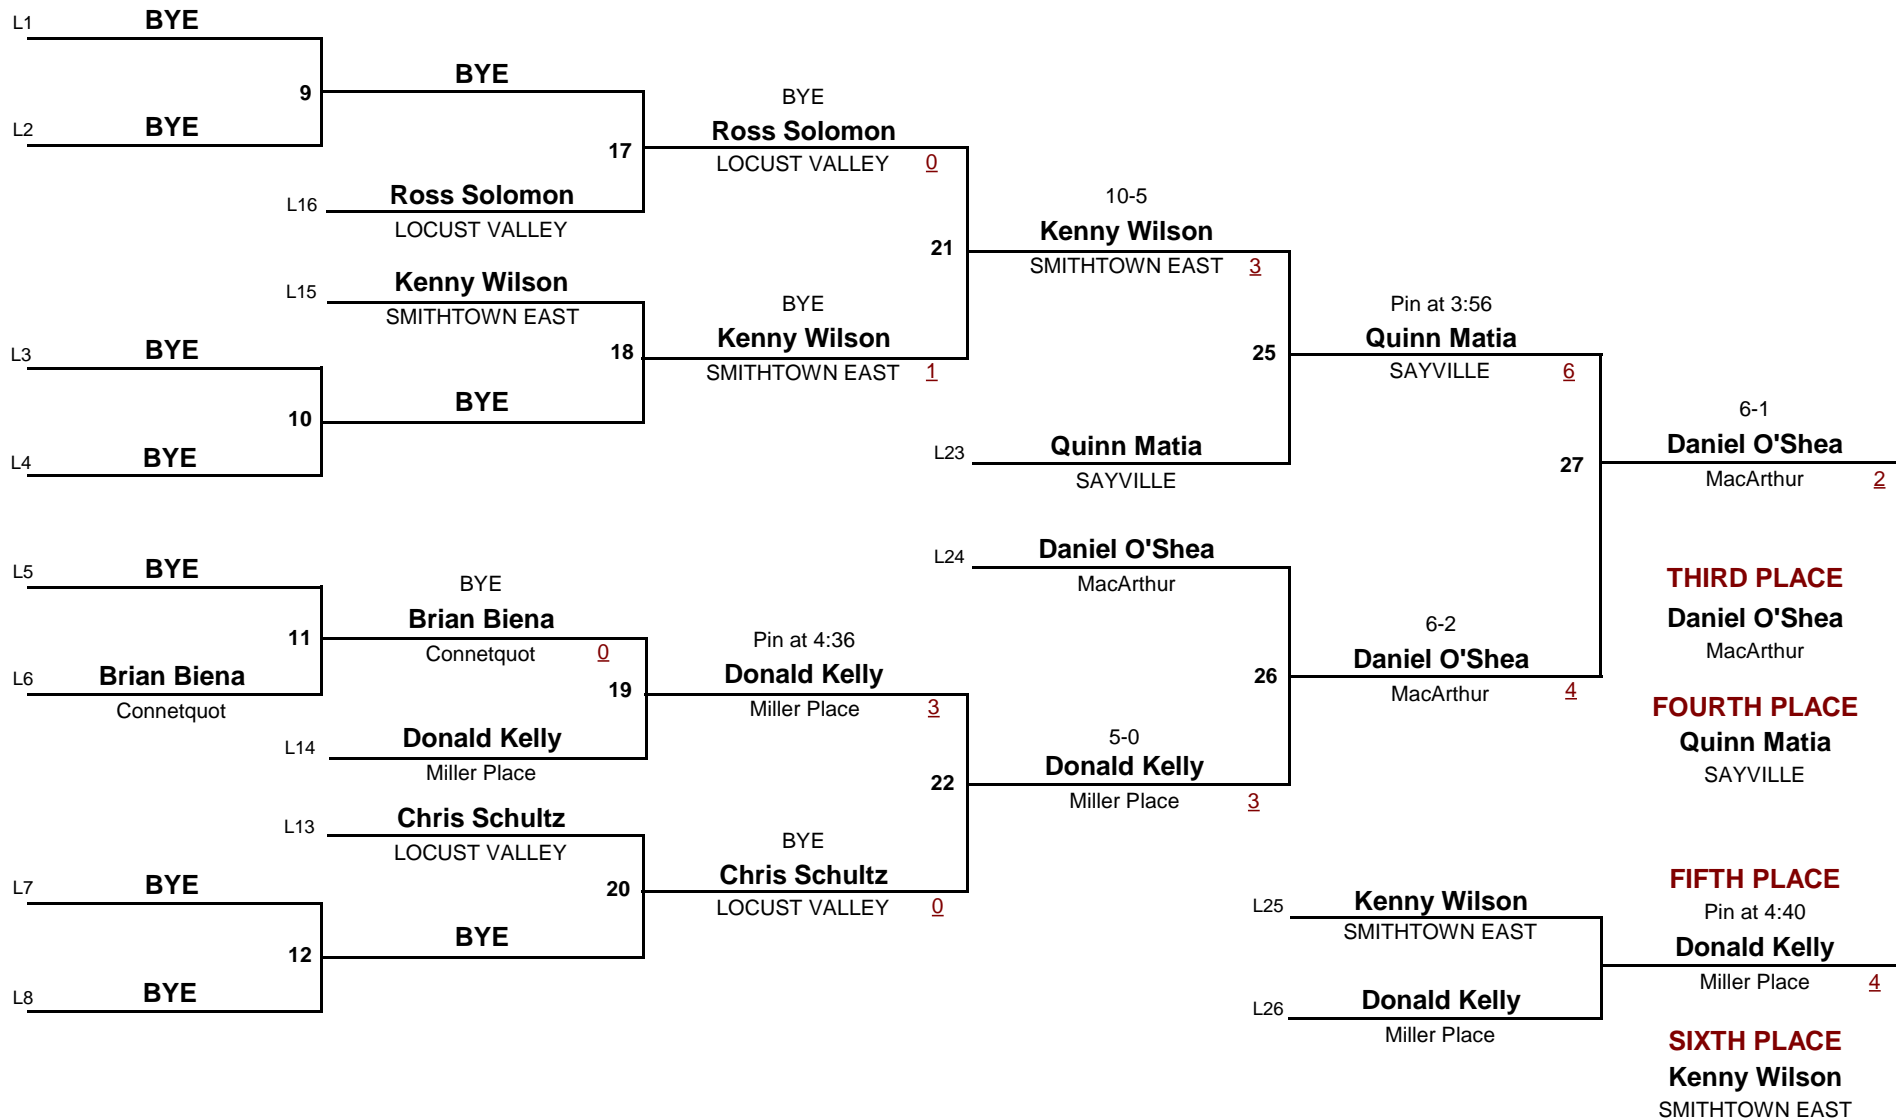 L1
BYE
9
L2
BYE
BYE
17
L16
Ross Solomon
LOCUST VALLEY
BYE
Ross Solomon
LOCUST VALLEY
0
L15
Kenny Wilson
SMITHTOWN EAST
18
L3
BYE
10
L4
BYE
BYE
BYE
Kenny Wilson
SMITHTOWN EAST
1
21
10-5
Kenny Wilson
SMITHTOWN EAST
3
25
L23
Quinn Matia
SAYVILLE
Pin at 3:56
Quinn Matia
SAYVILLE
6
27
6-1
Daniel O'Shea
MacArthur
2
L5
BYE
11
L6
Brian Biena
Connetquot
BYE
Brian Biena
Connetquot
0
19
L14
Donald Kelly
Miller Place
Pin at 4:36
Donald Kelly
Miller Place
3
22
L13
Chris Schultz
LOCUST VALLEY
20
L7
BYE
12
L8
BYE
BYE
BYE
Chris Schultz
LOCUST VALLEY
0
L24
Daniel O'Shea
MacArthur
26
5-0
Donald Kelly
Miller Place
3
6-2
Daniel O'Shea
MacArthur
4
THIRD PLACE
Daniel O'Shea
MacArthur
FOURTH PLACE
Quinn Matia
SAYVILLE
L25
Kenny Wilson
SMITHTOWN EAST
L26
Donald Kelly
Miller Place
FIFTH PLACE
Pin at 4:40
Donald Kelly
Miller Place
4
SIXTH PLACE
Kenny Wilson
SMITHTOWN EAST